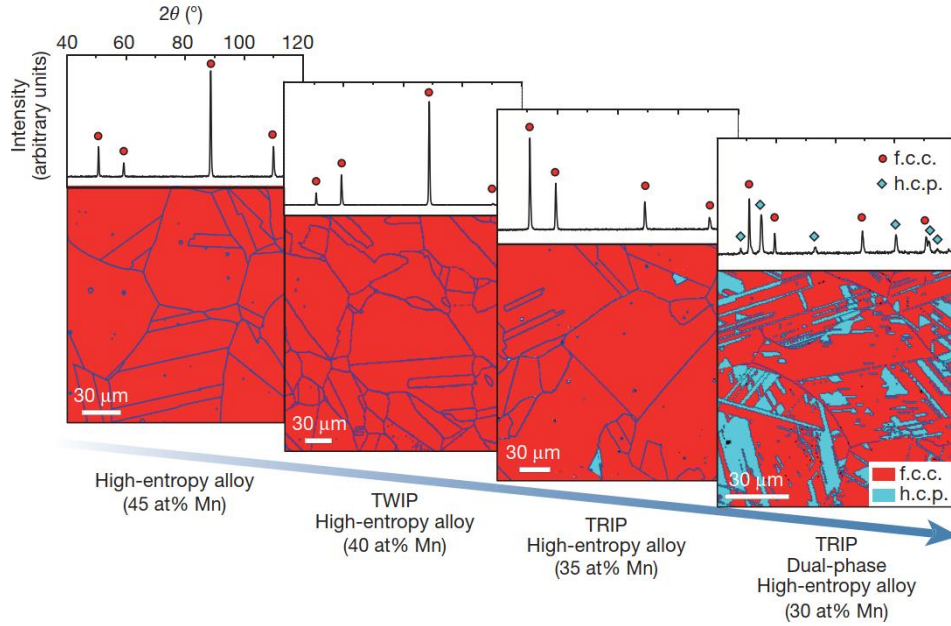 2θ (°)
40 60 80 100 120
Intensity
(arbitrary units)
f.c.c.
h.c.p.
30 μm
30 μm
30 μm
30 μm
f.c.c.
h.c.p.
High-entropy alloy
(45 at% Mn)
TWIP
High-entropy alloy
(40 at% Mn)
TRIP
High-entropy alloy
(35 at% Mn)
TRIP
Dual-phase
High-entropy alloy
(30 at% Mn)